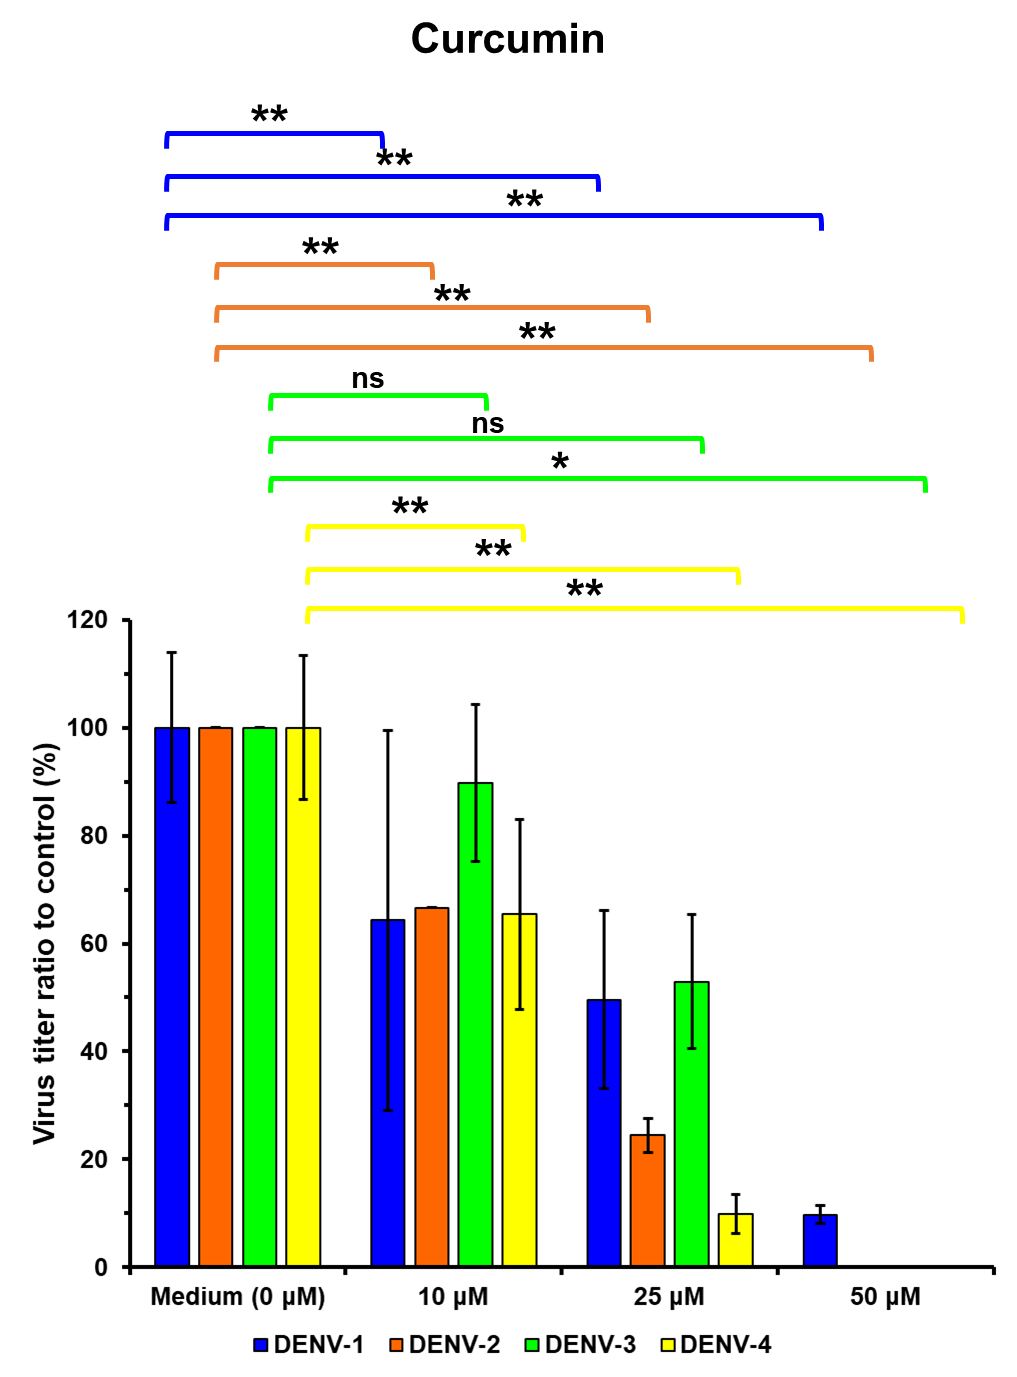 Curcumin
**
**
**
**
**
**
ns
ns
*
**
**
**
120
100
80
60
40
20
0
Virus titer ratio to control (%)
Medium (0 µM) 10 µM 25 µM 50 µM
DENV-1 DENV-2 DENV-3 DENV-4